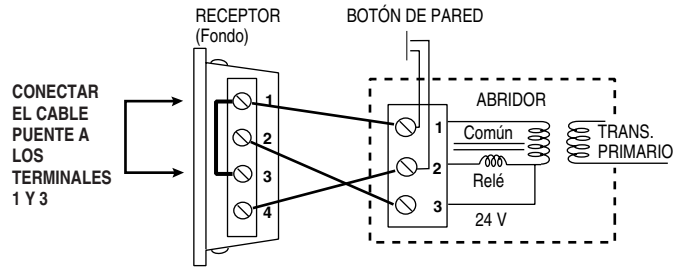 RECEPTOR
(Fondo)
BOTÓN DE PARED
CONECTAR
EL CABLE
PUENTE A
LOS
TERMINALES
1 Y 3
1
2
3
4
ABRIDOR
1
2
3
Común
Relé
24 V
TRANS.
PRIMARIO